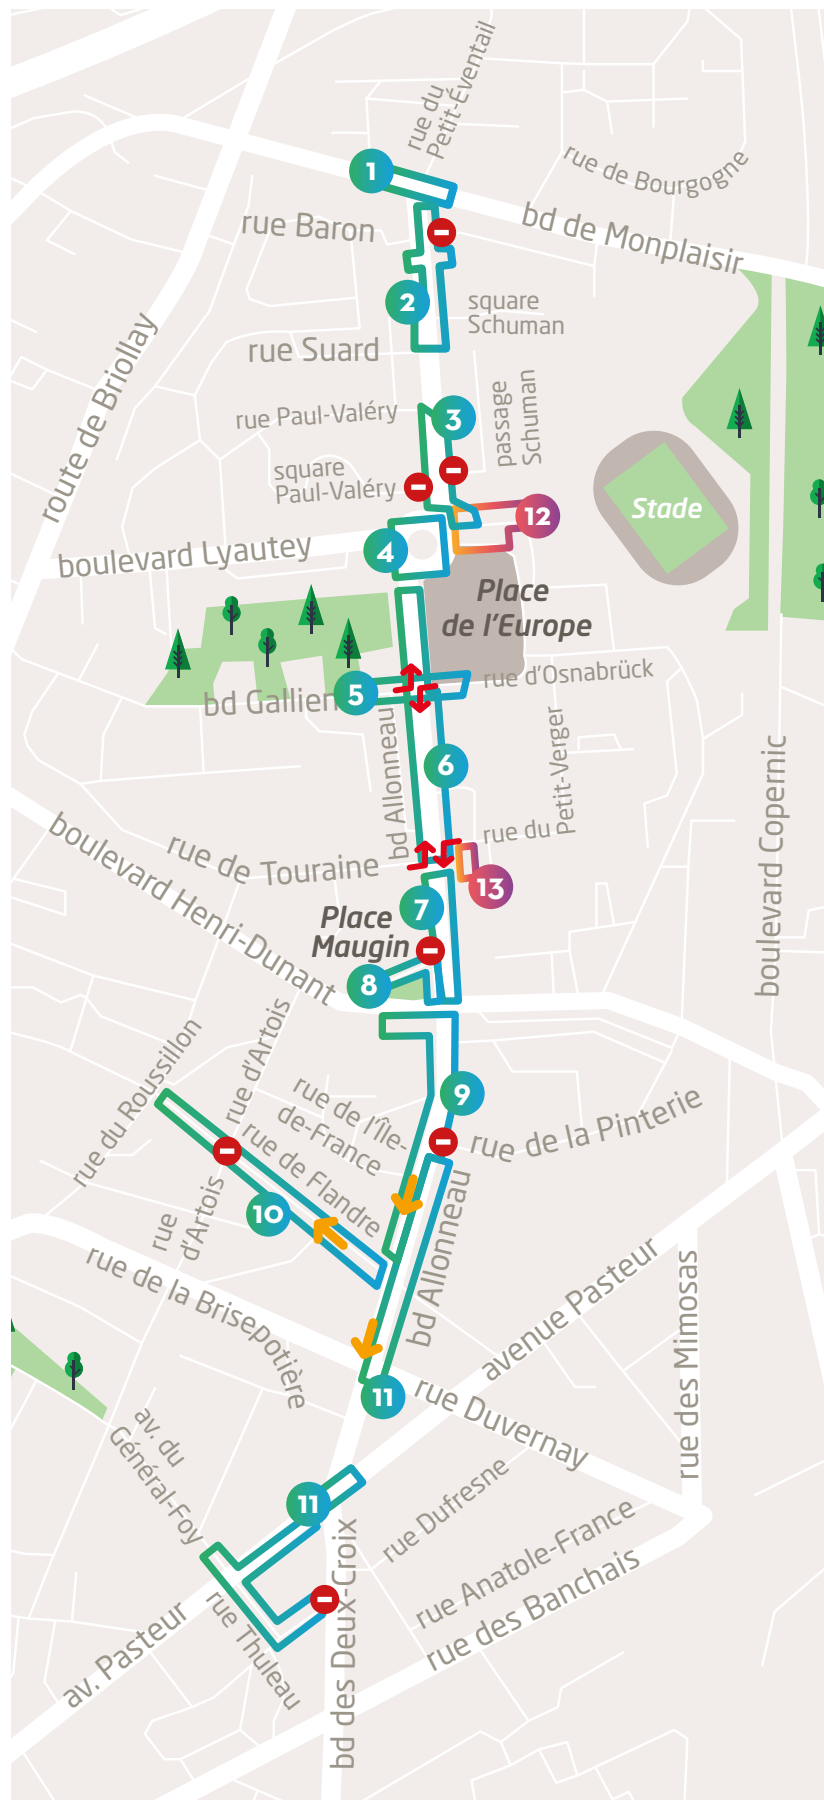 rue du
Petit-Éventail
rue de Bourgogne
1
rue Baron
bd de Monplaisir
2
square
Schuman
route de Briollay
rue Suard
rue Paul-Valéry
3
passage
Schuman
square
Paul-Valéry
12
Stade
boulevard Lyautey
4
Place
de l'Europe
5
rue d'Osnabrück
bd Gallieni
bd Allonneau
6
rue du
Petit-Verger
boulevard Copernic
boulevard Henri-Dunant
rue de Touraine
13
7
Place
Maugin
8
rue du Roussillon
rue d'Artois
rue de l'Île-
de-France
9
rue de la Pinterie
rue de Flandre
10
rue
d'Artois
bd Allonneau
rue de la Brisepotière
avenue Pasteur
rue des Mimosas
11
rue Duvernay
av. du
Général-Foy
11
rue Dufresne
rue Anatole-France
rue des Banchais
bd des Deux-Croix
rue Thuleau
av. Pasteur